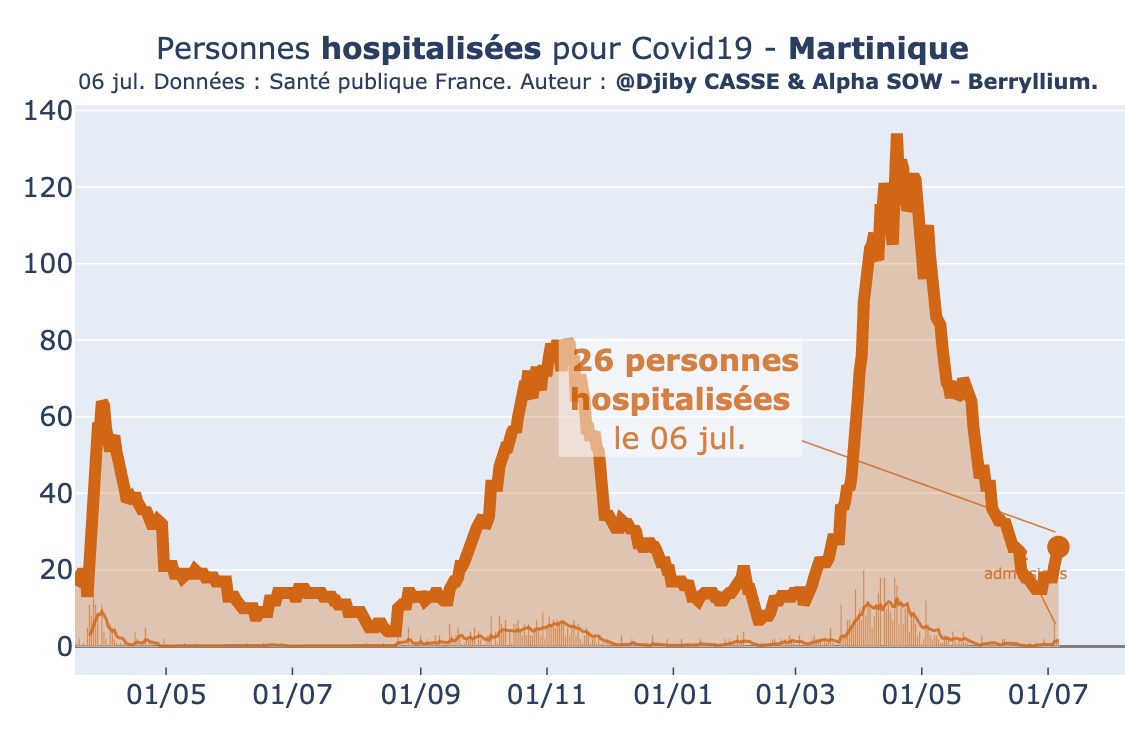 Personnes hospitalisées pour Covid19 - Martinique
06 jul. Données : Santé publique France. Auteur : @Djiby CASSE & Alpha SOW - Berryllium.
140
120
100
80
60
40
20
0
26 personnes
hospitalisées
le 06 jul.
admissions
01/05
01/07
01/09
01/11
01/01
01/03
01/05
01/07